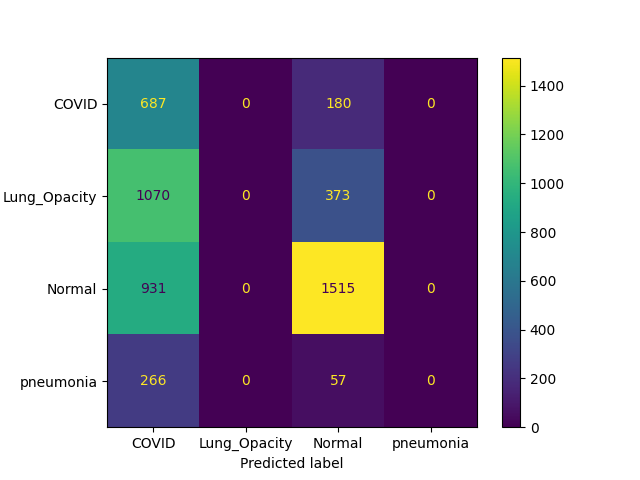 COVID 687 0 180 0
Lung_Opacity 1070 0 373 0
Normal 931 0 1515 0
pneumonia 266 0 57 0
COVID Lung_Opacity Normal pneumonia
Predicted label
1400
1200
1000
800
600
400
200
0